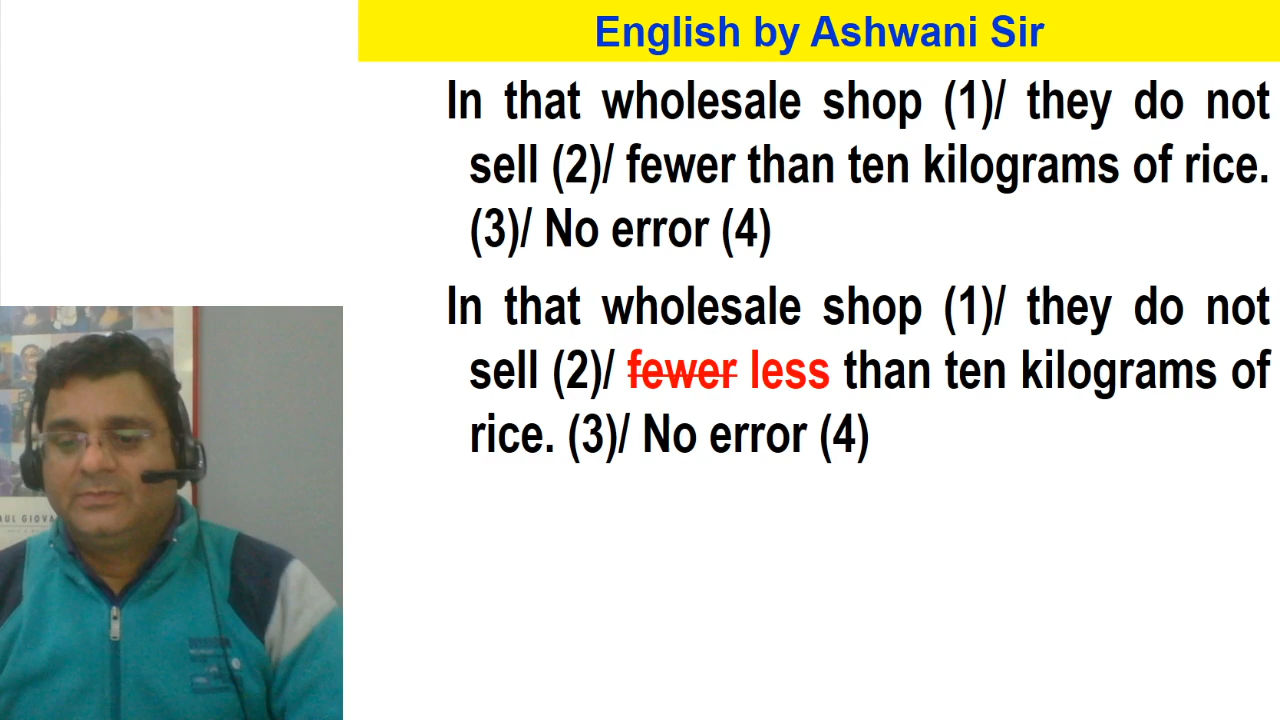 English by Ashwani Sir
In that wholesale shop (1)/ they do not
sell (2)/ fewer than ten kilograms of rice.
(3)/ No error (4)
In that wholesale shop (1)/ they do not
sell (2)/ fewer less than ten kilograms of
rice. (3)/ No error (4)